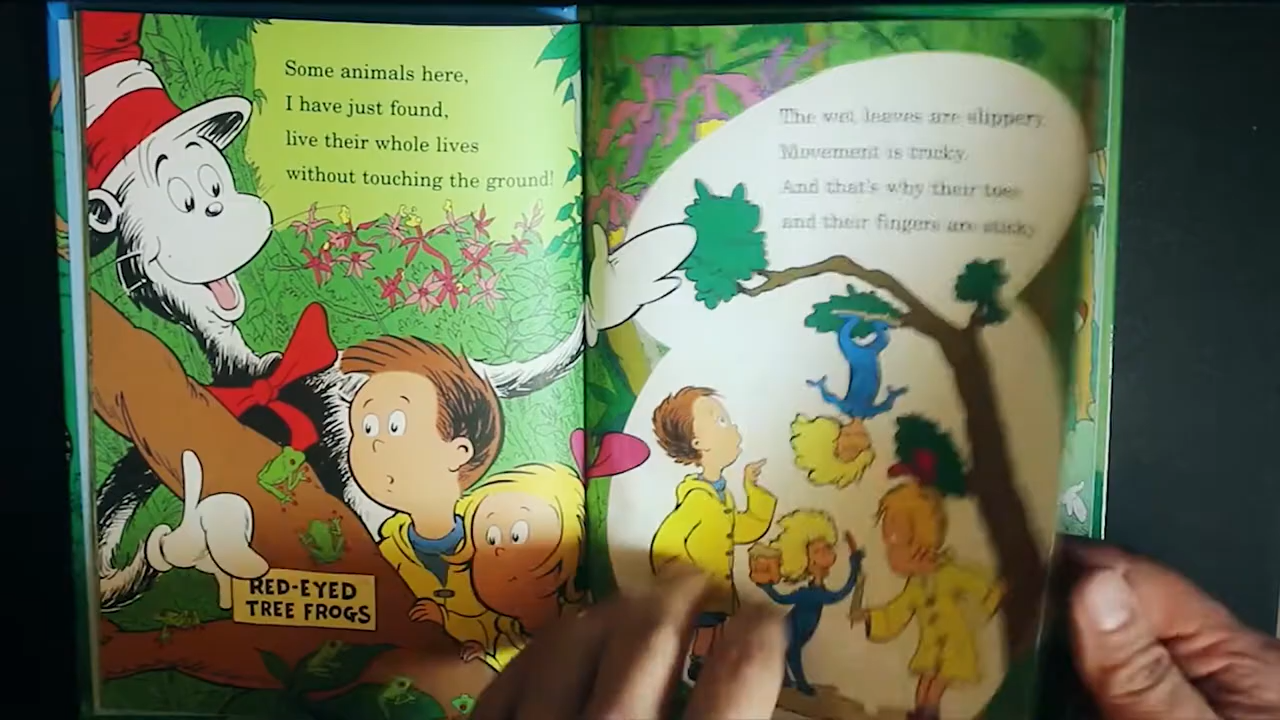 Some animals here,
I have just found,
live their whole lives
without touching the ground!
RED-EYED
TREE FROGS
The wet leaves are slippery.
Movement is tricky.
And that's why their toes
and their fingers are sticky.